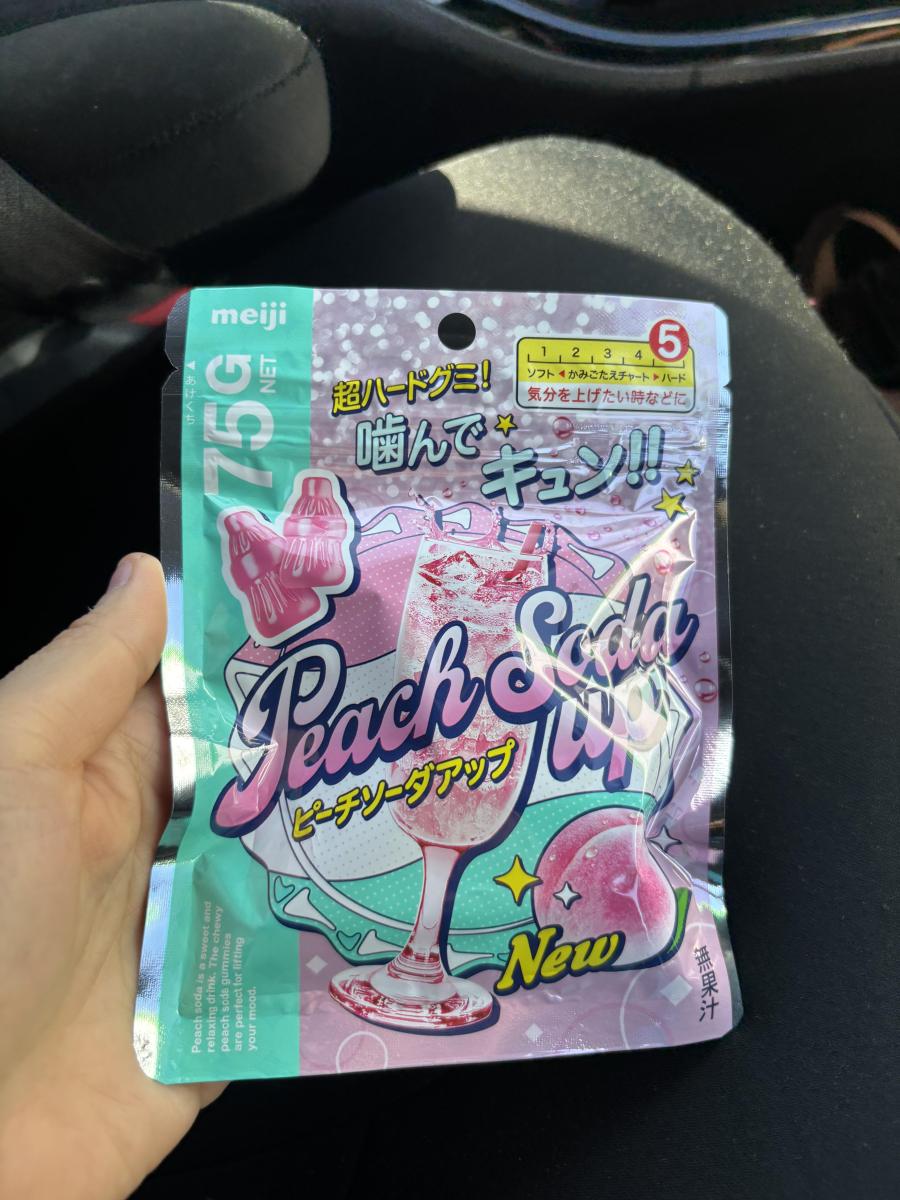 meiji
75G
NET
▲あけくち
1 2 3 4 5
ソフト◀かみごたえチャート▶ハード
気分を上げたい時などに
超ハードグミ!
噛んで
キュン!!
Peach Soda
up
ピーチソーダアップ
New
無果汁
Peach soda is a sweet and
relaxing drink. The chewy
peach soda gummies
are perfect for lifting
your mood.